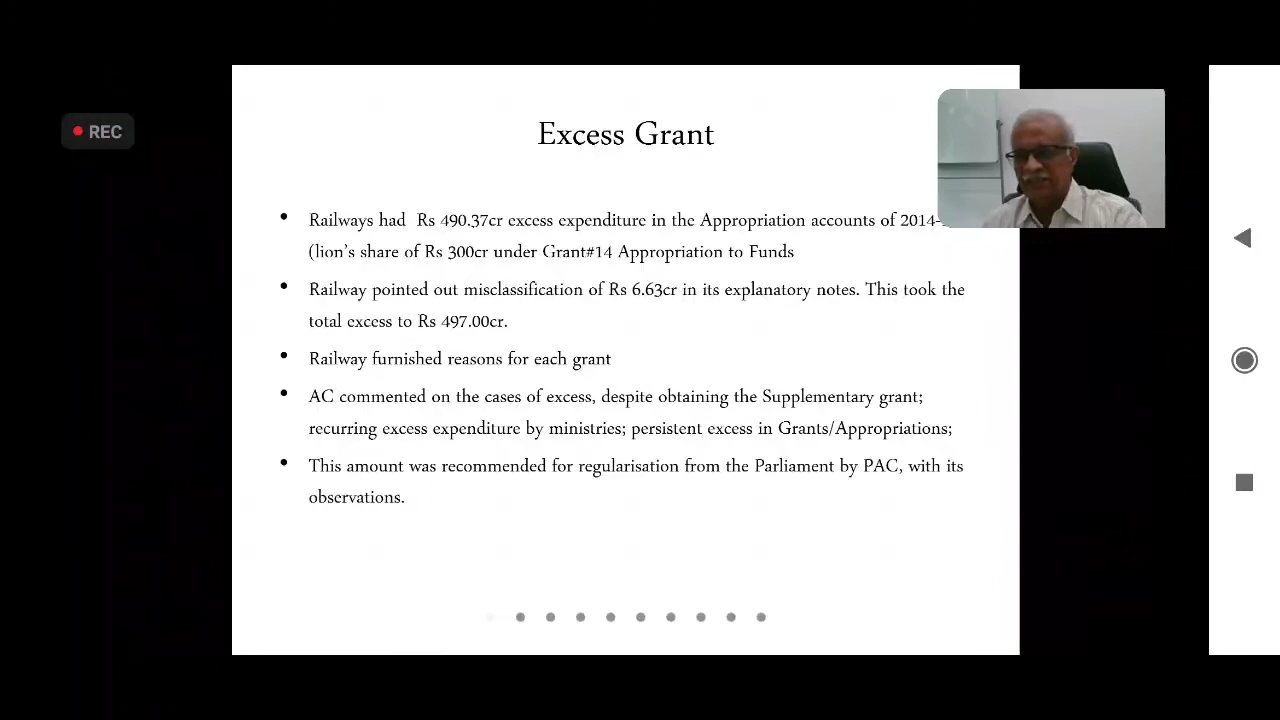 REC
Excess Grant
• Railways had Rs 490.37cr excess expenditure in the Appropriation accounts of 2014-
(lion's share of Rs 300cr under Grant#14 Appropriation to Funds
• Railway pointed out misclassification of Rs 6.63cr in its explanatory notes. This took the
total excess to Rs 497.00cr.
• Railway furnished reasons for each grant
• AC commented on the cases of excess, despite obtaining the Supplementary grant;
recurring excess expenditure by ministries; persistent excess in Grants/Appropriations;
• This amount was recommended for regularisation from the Parliament by PAC, with its
observations.